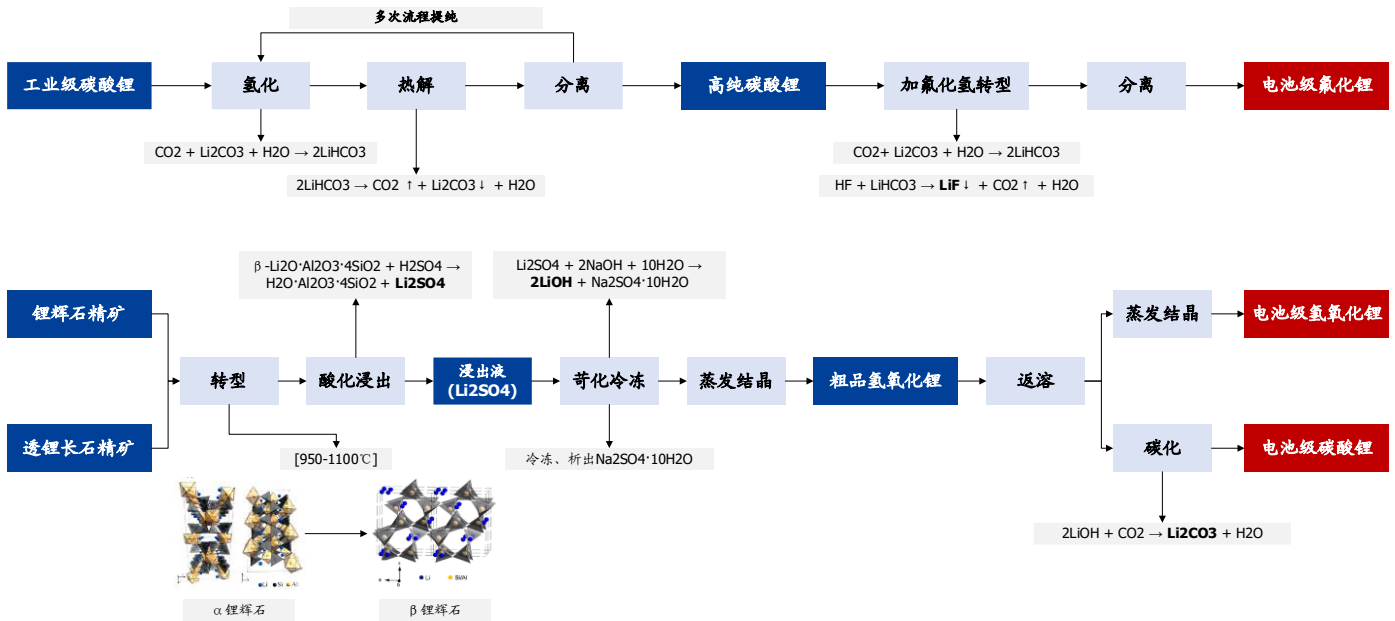 多次流程提纯
工业级碳酸锂
氢化
热解
分离
高纯碳酸锂
加氟化氢转型
分离
电池级氟化锂
CO2 + Li2CO3 + H2O → 2LiHCO3
2LiHCO3 → CO2 ↑ + Li2CO3 ↓ + H2O
CO2+ Li2CO3 + H2O → 2LiHCO3
HF + LiHCO3 → LiF ↓ + CO2 ↑ + H2O
β-Li2O·Al2O3·4SiO2 + H2SO4 →
H2O·Al2O3·4SiO2 + Li2SO4
Li2SO4 + 2NaOH + 10H2O →
2LiOH + Na2SO4·10H2O
锂辉石精矿
透锂长石精矿
转型
酸化浸出
浸出液
(Li2SO4)
苛化冷冻
蒸发结晶
粗品氢氧化锂
返溶
蒸发结晶
电池级氢氧化锂
碳化
电池级碳酸锂
[950-1100℃]
冷冻、析出Na2SO4·10H2O
2LiOH + CO2 → Li2CO3 + H2O
Li Si Al
Li Si/Al
α锂辉石
β锂辉石